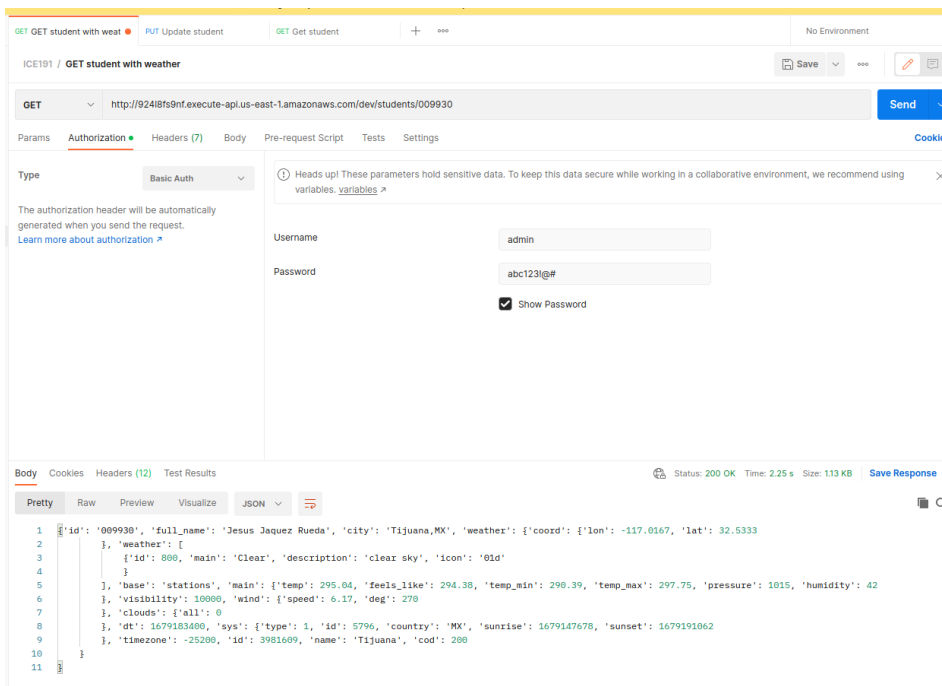 GET GET student with weat PUT Update student GET Get student + ooo No Environment
ICE191 / GET student with weather Save ooo
GET http://924l8fs9nf.execute-api.us-east-1.amazonaws.com/dev/students/009930 Send
Params Authorization Headers (7) Body Pre-request Script Tests Settings Cookie
Type Basic Auth
Heads up! These parameters hold sensitive data. To keep this data secure while working in a collaborative environment, we recommend using
variables. variables ↗
The authorization header will be automatically
generated when you send the request.
Learn more about authorization ↗
Username admin
Password abc123!@#
Show Password
Body Cookies Headers (12) Test Results Status: 200 OK Time: 2.25 s Size: 1.13 KB Save Response
Pretty Raw Preview Visualize JSON
1 {'id': '009930', 'full_name': 'Jesus Jaquez Rueda', 'city': 'Tijuana,MX', 'weather': {'coord': {'lon': -117.0167, 'lat': 32.5333
2 }, 'weather': [
3 {'id': 800, 'main': 'Clear', 'description': 'clear sky', 'icon': '01d'
4 }
5 ], 'base': 'stations', 'main': {'temp': 295.04, 'feels_like': 294.38, 'temp_min': 290.39, 'temp_max': 297.75, 'pressure': 1015, 'humidity': 42
6 }, 'visibility': 10000, 'wind': {'speed': 6.17, 'deg': 270
7 }, 'clouds': {'all': 0
8 }, 'dt': 1679183400, 'sys': {'type': 1, 'id': 5796, 'country': 'MX', 'sunrise': 1679147678, 'sunset': 1679191062
9 }, 'timezone': -25200, 'id': 3981609, 'name': 'Tijuana', 'cod': 200
10 }
11 }